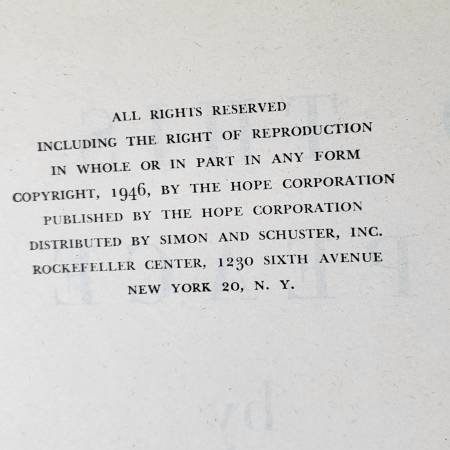 ALL RIGHTS RESERVED
INCLUDING THE RIGHT OF REPRODUCTION
IN WHOLE OR IN PART IN ANY FORM
COPYRIGHT, 1946, BY THE HOPE CORPORATION
PUBLISHED BY THE HOPE CORPORATION
DISTRIBUTED BY SIMON AND SCHUSTER, INC.
ROCKEFELLER CENTER, 1230 SIXTH AVENUE
NEW YORK 20, N. Y.